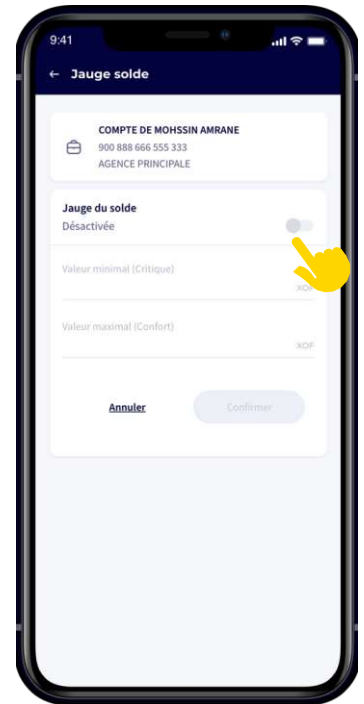 9:41
← Jauge solde
COMPTE DE MOHSSIN AMRANE
900 888 666 555 333
AGENCE PRINCIPALE
Jauge du solde
Désactivée
Valeur minimal (Critique)
XOF
Valeur maximal (Confort)
XOF
Annuler
Confirmer